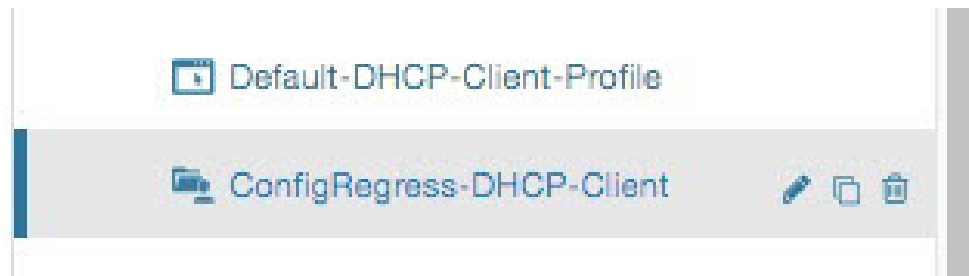 Default-DHCP-Client-Profile
ConfigRegress-DHCP-Client